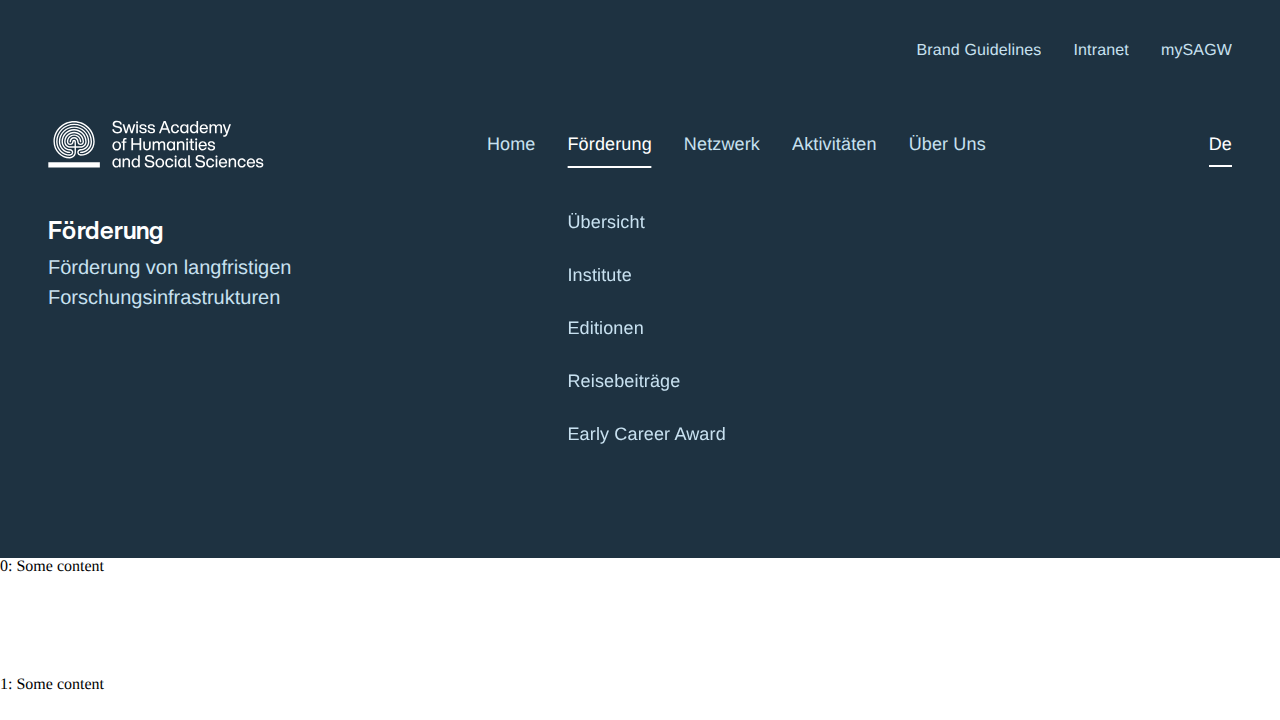 Brand Guidelines Intranet mySAGW
Swiss Academy
of Humanities
and Social Sciences
Home Förderung Netzwerk Aktivitäten Über Uns De
Förderung
Förderung von langfristigen
Forschungsinfrastrukturen
Übersicht
Institute
Editionen
Reisebeiträge
Early Career Award
0: Some content
1: Some content